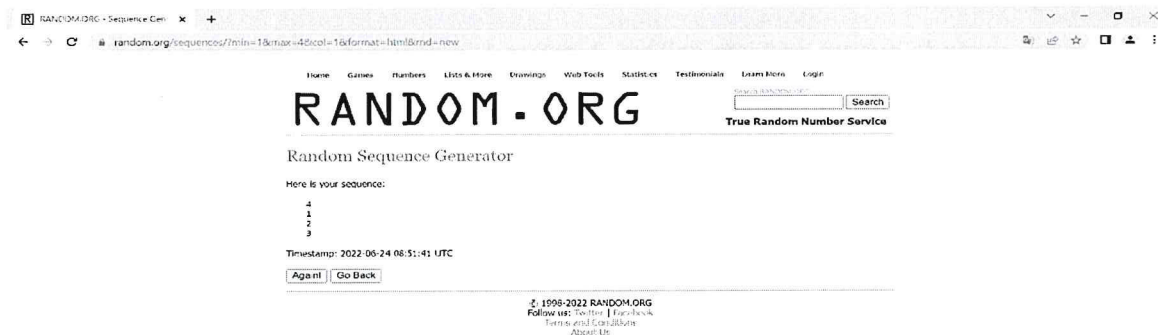 RANDOM.ORG - Sequence Gen
random.org/sequences/?min=1&max=4&col=1&format=html&rnd=new
Home Games Numbers Lists & More Drawings Web Tools Statistics Testimonials Learn More Login
RANDOM.ORG
Search RANDOM.ORG
Search
True Random Number Service
Random Sequence Generator
Here is your sequence:
4
1
2
3
Timestamp: 2022-06-24 08:51:41 UTC
Again! Go Back
© 1998-2022 RANDOM.ORG
Follow us: Twitter | Facebook
Terms and Conditions
About Us